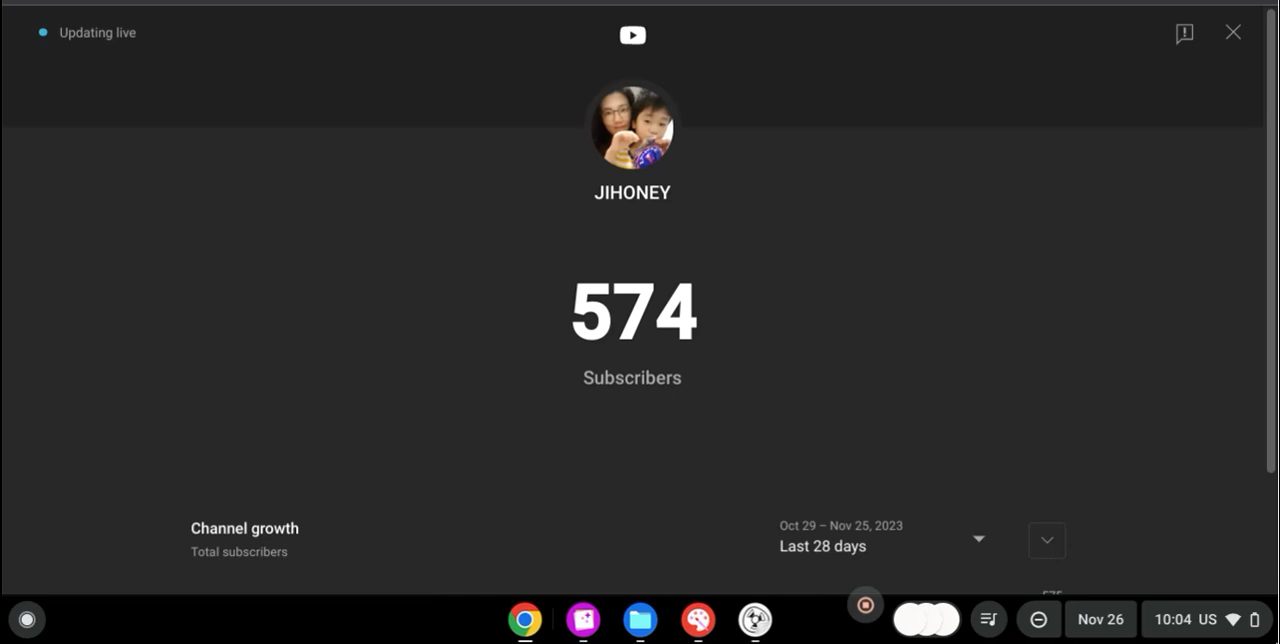 Updating live
JIHONEY
574
Subscribers
Channel growth
Total subscribers
Oct 29 – Nov 25, 2023
Last 28 days
Nov 26
10:04 US